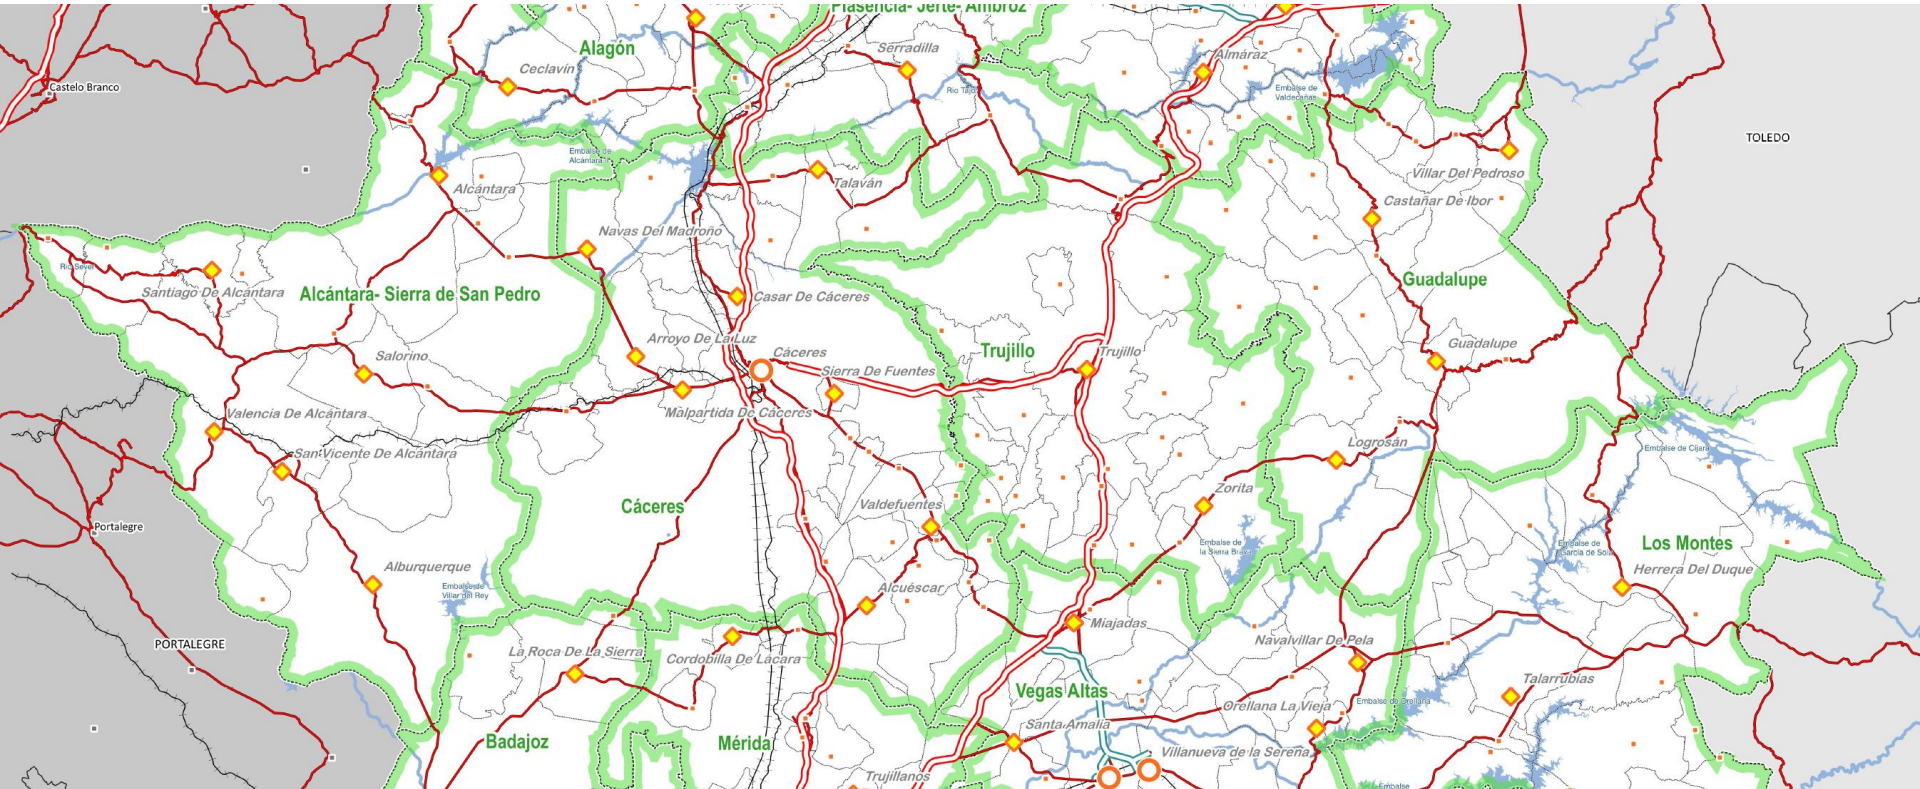 Plasencia- Jerte- Ambroz
Alagón
Serradilla
Almáraz
Ceclavín
Castelo Branco
Río Tajo
Embalse de
Valdecañas
TOLEDO
Embalse de
Alcántara
Alcántara
Talaván
Villar Del Pedroso
Castañar De Ibor
Navas Del Madroño
Río Sever
Santiago De Alcántara
Alcántara- Sierra de San Pedro
Casar De Cáceres
Guadalupe
Arroyo De La Luz
Salorino
Cáceres
Sierra De Fuentes
Trujillo
Trujillo
Guadalupe
Valencia De Alcántara
Malpartida De Cáceres
San Vicente De Alcántara
Logrosán
Embalse de Cijara
Zorita
Cáceres
Valdefuentes
Portalegre
Embalse de
la Sierra Brava
Embalse de
García de Sola
Los Montes
Herrera Del Duque
Alburquerque
Embalse de
Villar del Rey
Alcuéscar
Miajadas
PORTALEGRE
La Roca De La Sierra
Cordobilla De Lácara
Navalvillar De Pela
Vegas Altas
Talarrubias
Orellana La Vieja
Embalse de Orellana
Santa Amalia
Badajoz
Mérida
Villanueva de la Serena
Trujillanos
Embalse